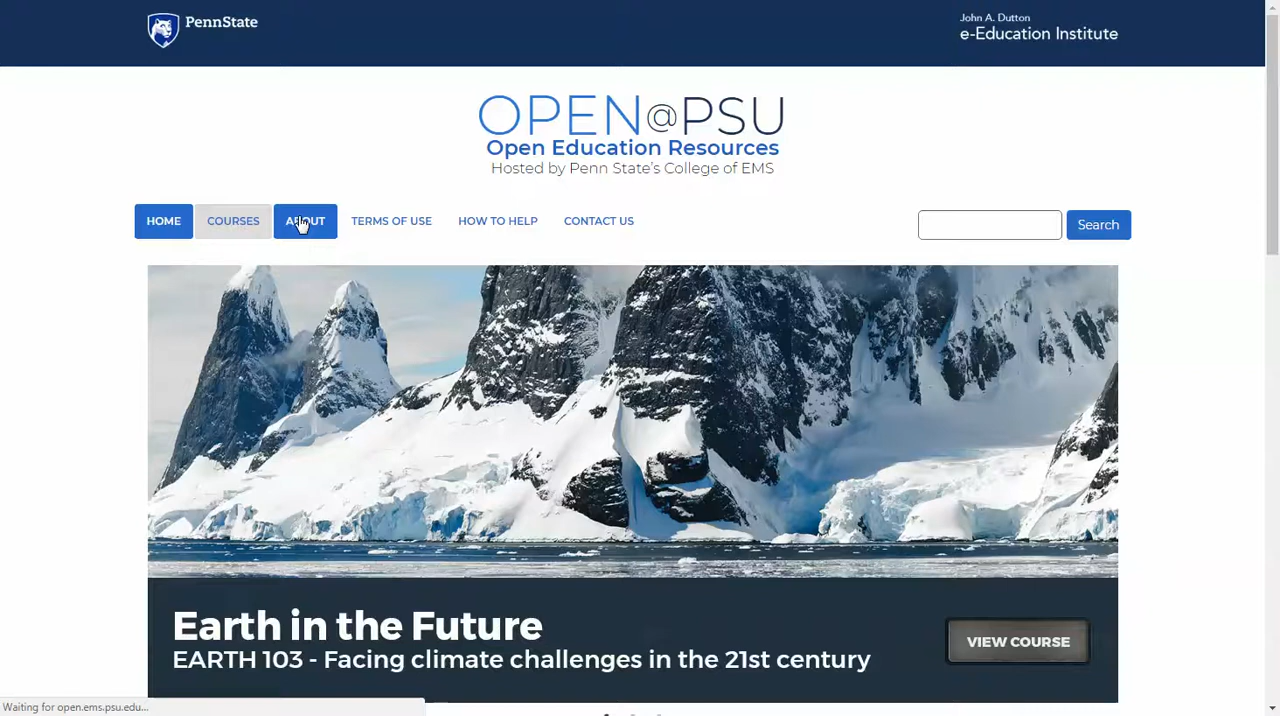 PennState
John A. Dutton
e-Education Institute
OPEN@PSU
Open Education Resources
Hosted by Penn State's College of EMS
HOME COURSES ABOUT TERMS OF USE HOW TO HELP CONTACT US Search
Earth in the Future
EARTH 103 - Facing climate challenges in the 21st century
VIEW COURSE
Waiting for open.ems.psu.edu...